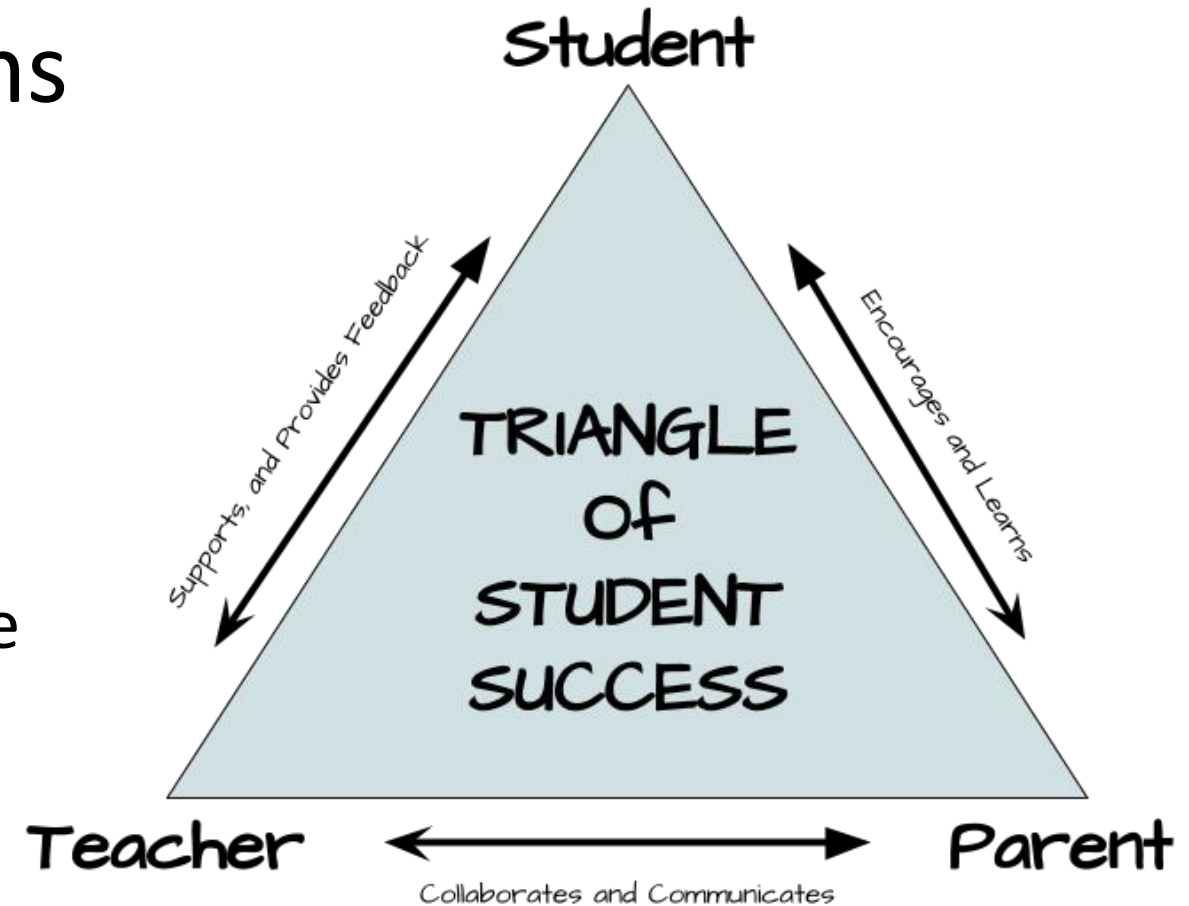 ns
Student
Supports, and Provides Feedback
Encourages and Learns
TRIANGLE
Of
STUDENT
SUCCESS
e
Teacher
Parent
Collaborates and Communicates